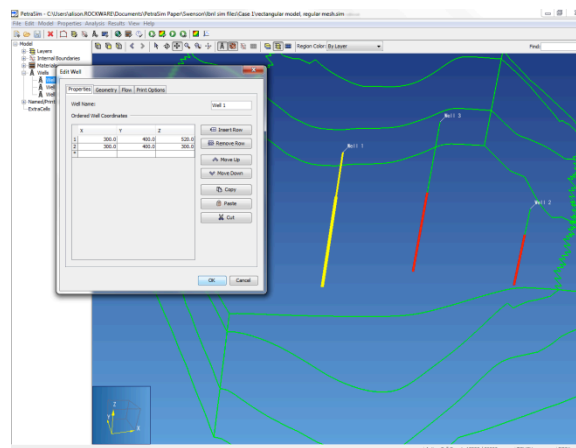 PetraSim - C:\Users\alison.ROCKWARE\Documents\PetraSim Paper\Swenson\tbnl sim files\Case 1\rectangular model, regular mesh.sim
File Edit Model Properties Analysis Results View Help
Region Color: By Layer
Find:
Model
Layers
Internal Boundaries
Materials
Wells
ExtraCells
Edit Well
Properties Geometry Flow Print Options
Well Name: Well 1
Ordered Well Coordinates
X Y Z
1 300.0 400.0 520.0
2 300.0 400.0 300.0
*
Insert Row
Remove Row
Move Up
Move Down
Copy
Paste
Cut
OK Cancel
Well 1
Well 3
Well 2
Z
Y
X